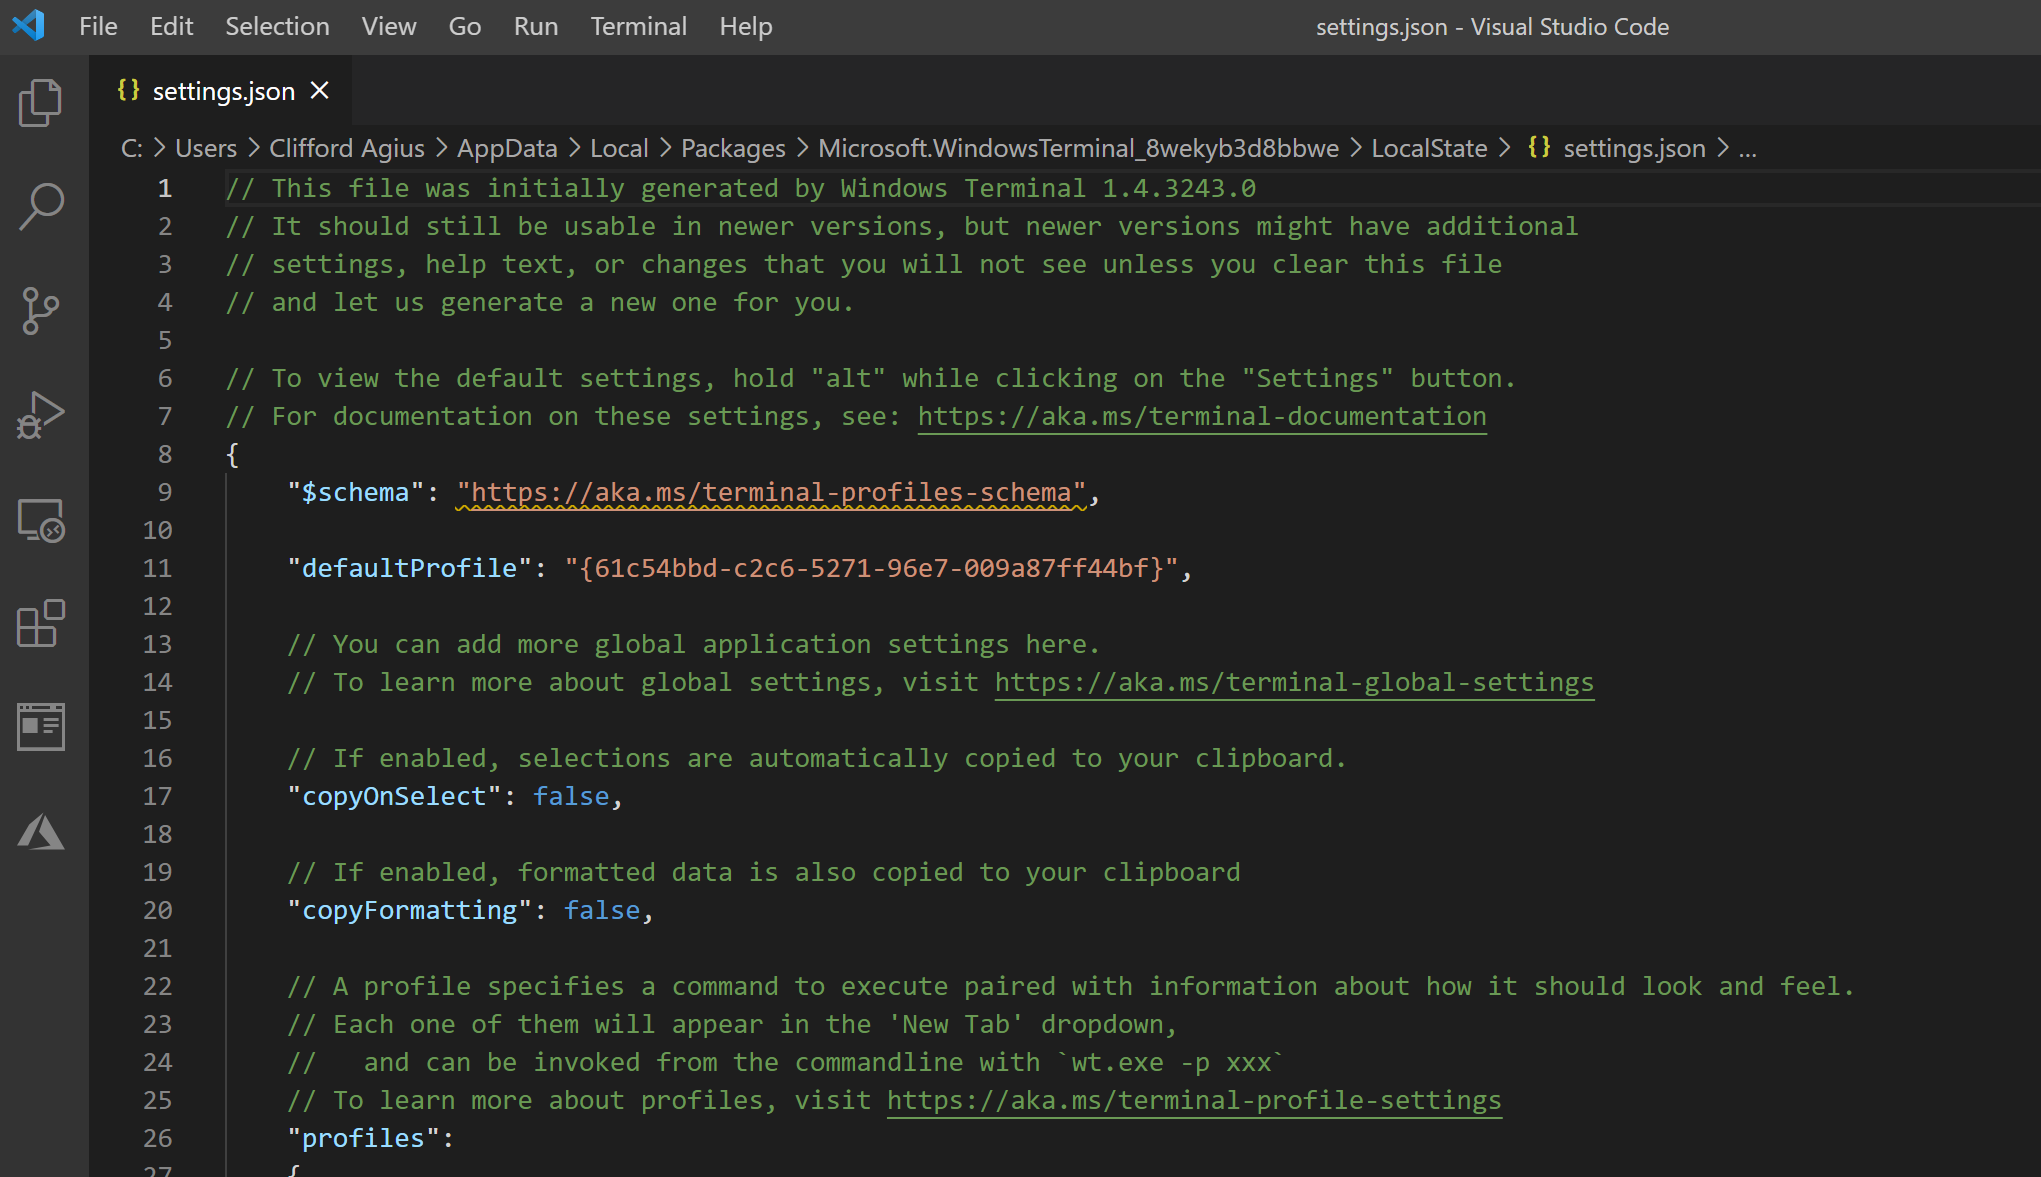 File Edit Selection View Go Run Terminal Help settings.json - Visual Studio Code
{} settings.json ×
C: > Users > Clifford Agius > AppData > Local > Packages > Microsoft.WindowsTerminal_8wekyb3d8bbwe > LocalState > {} settings.json > ...
1 // This file was initially generated by Windows Terminal 1.4.3243.0
2 // It should still be usable in newer versions, but newer versions might have additional
3 // settings, help text, or changes that you will not see unless you clear this file
4 // and let us generate a new one for you.
5
6 // To view the default settings, hold "alt" while clicking on the "Settings" button.
7 // For documentation on these settings, see: https://aka.ms/terminal-documentation
8 {
9 "$schema": "https://aka.ms/terminal-profiles-schema",
10
11 "defaultProfile": "{61c54bbd-c2c6-5271-96e7-009a87ff44bf}",
12
13 // You can add more global application settings here.
14 // To learn more about global settings, visit https://aka.ms/terminal-global-settings
15
16 // If enabled, selections are automatically copied to your clipboard.
17 "copyOnSelect": false,
18
19 // If enabled, formatted data is also copied to your clipboard
20 "copyFormatting": false,
21
22 // A profile specifies a command to execute paired with information about how it should look and feel.
23 // Each one of them will appear in the 'New Tab' dropdown,
24 //   and can be invoked from the commandline with `wt.exe -p xxx`
25 // To learn more about profiles, visit https://aka.ms/terminal-profile-settings
26 "profiles":
27 {